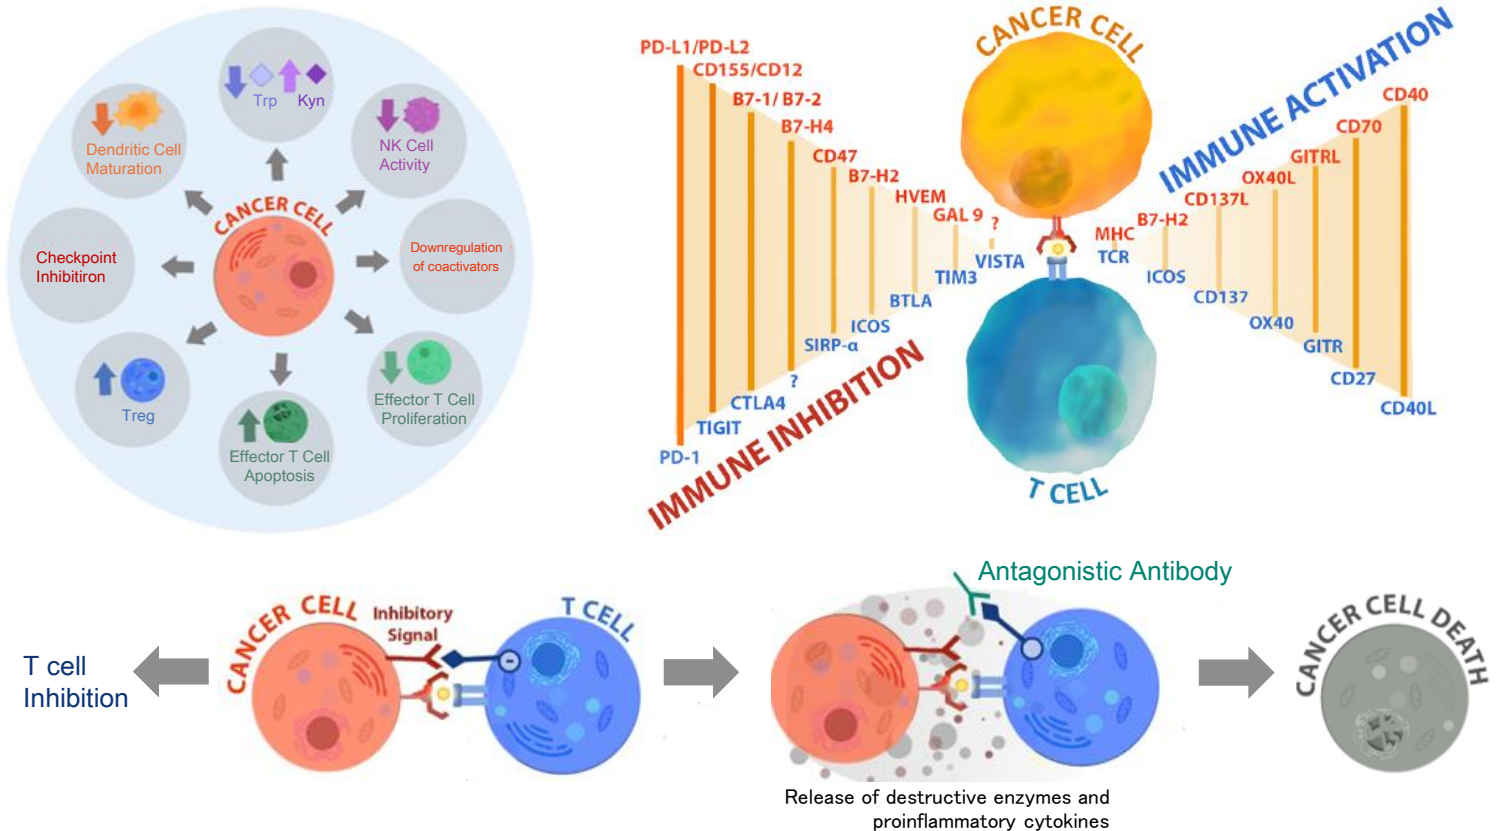 Trp
Kyn
Dendritic Cell
Maturation
NK Cell
Activity
CANCER CELL
Checkpoint
Inhibitiron
Downregulation
of coactivators
Treg
Effector T Cell
Proliferation
Effector T Cell
Apoptosis
PD-L1/PD-L2
CD155/CD12
B7-1/ B7-2
B7-H4
CD47
B7-H2
HVEM
GAL 9
?
PD-1
TIGIT
CTLA4
?
SIRP-α
ICOS
BTLA
TIM3
VISTA
IMMUNE INHIBITION
CANCER CELL
T CELL
IMMUNE ACTIVATION
MHC
B7-H2
CD137L
OX40L
GITRL
CD70
CD40
TCR
ICOS
CD137
OX40
GITR
CD27
CD40L
T cell
Inhibition
CANCER CELL
Inhibitory
Signal
T CELL
Antagonistic Antibody
Release of destructive enzymes and
proinflammatory cytokines
CANCER CELL DEATH